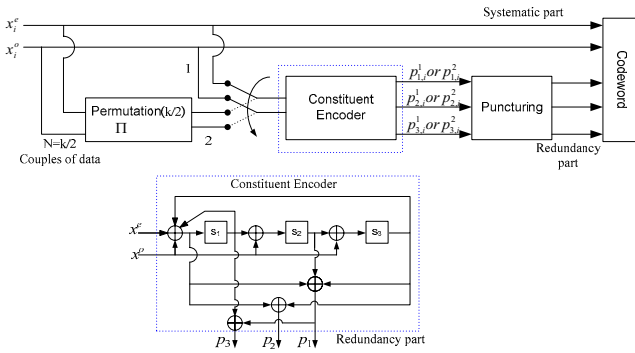 x_i^e
Systematic part
x_i^o
1
Permutation(k/2)
Π
2
N=k/2
Couples of data
Constituent
Encoder
p_{1,i}^1 or p_{1,i}^2
p_{2,i}^1 or p_{2,i}^2
p_{3,i}^1 or p_{3,i}^2
Puncturing
Codeword
Redundancy
part
Constituent Encoder
x^e
x^o
s_1
s_2
s_3
Redundancy part
p_3
p_2
p_1